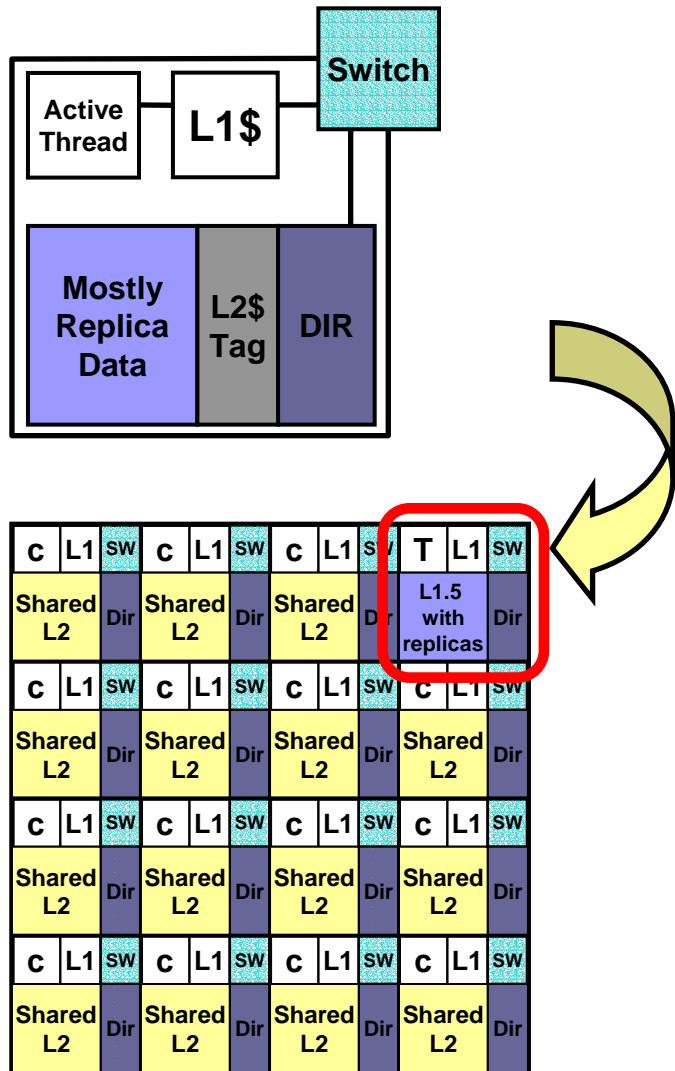 Switch
Active
Thread
L1$
Mostly
Replica
Data
L2$
Tag
DIR
c L1 SW c L1 SW c L1 SW T L1 SW
Shared
L2
Dir
Shared
L2
Dir
Shared
L2
Dir
L1.5
with
replicas
Dir
c L1 SW c L1 SW c L1 SW c L1 SW
Shared
L2
Dir
Shared
L2
Dir
Shared
L2
Dir
Shared
L2
Dir
c L1 SW c L1 SW c L1 SW c L1 SW
Shared
L2
Dir
Shared
L2
Dir
Shared
L2
Dir
Shared
L2
Dir
c L1 SW c L1 SW c L1 SW c L1 SW
Shared
L2
Dir
Shared
L2
Dir
Shared
L2
Dir
Shared
L2
Dir